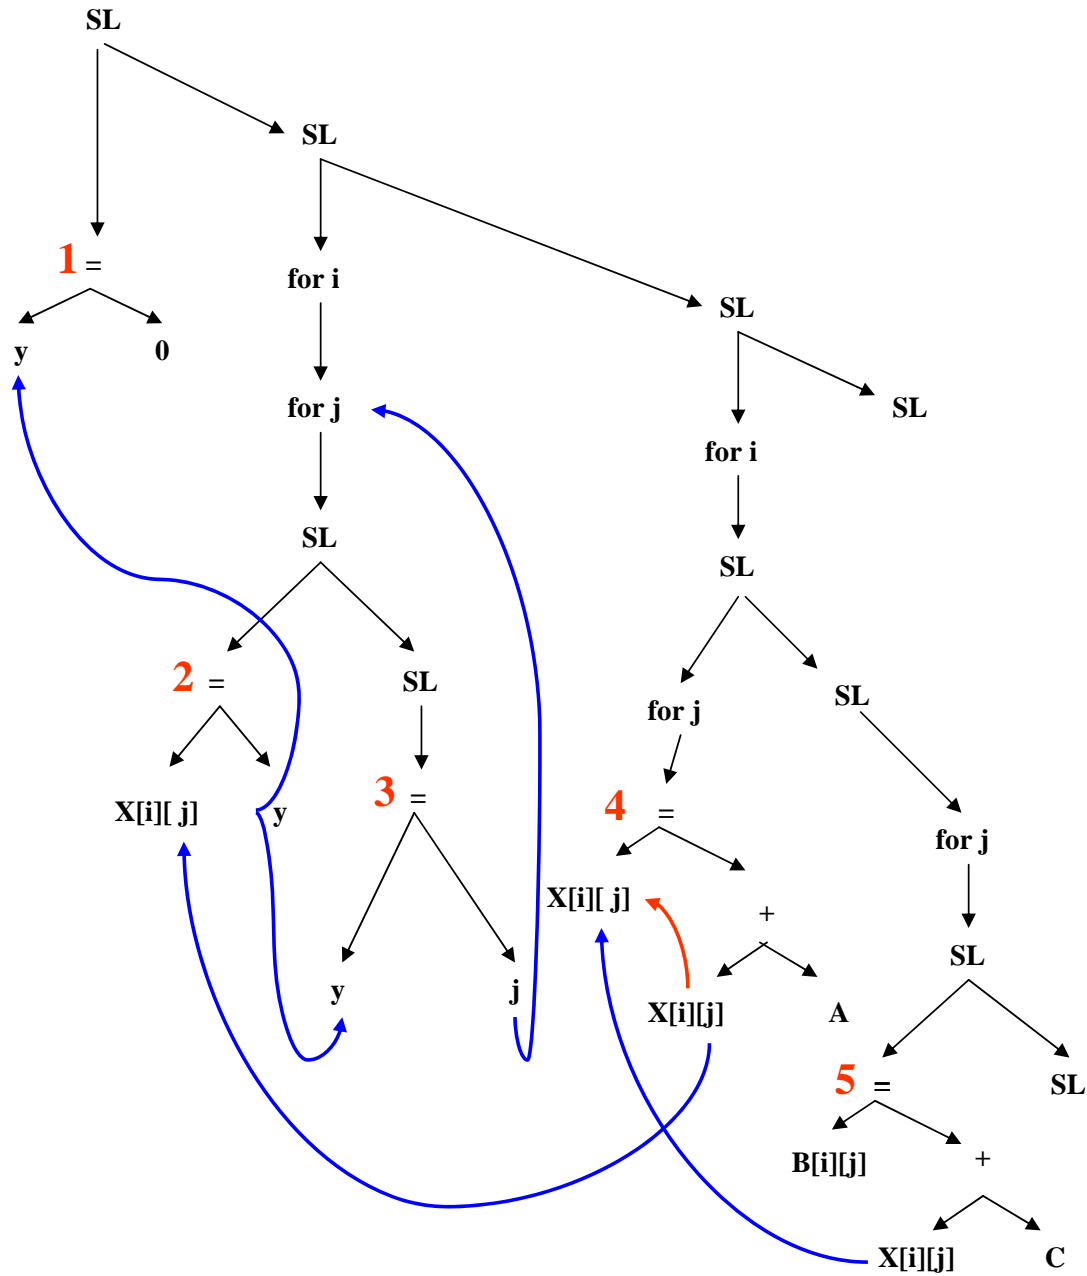 SL
SL
1 =
for i
SL
y
0
for j
SL
for i
SL
SL
2 =
SL
for j
SL
X[i][ j]
y
3 =
4 =
for j
X[i][ j]
+
SL
y
j
X[i][j]
A
5 =
SL
B[i][j]
+
X[i][j]
C